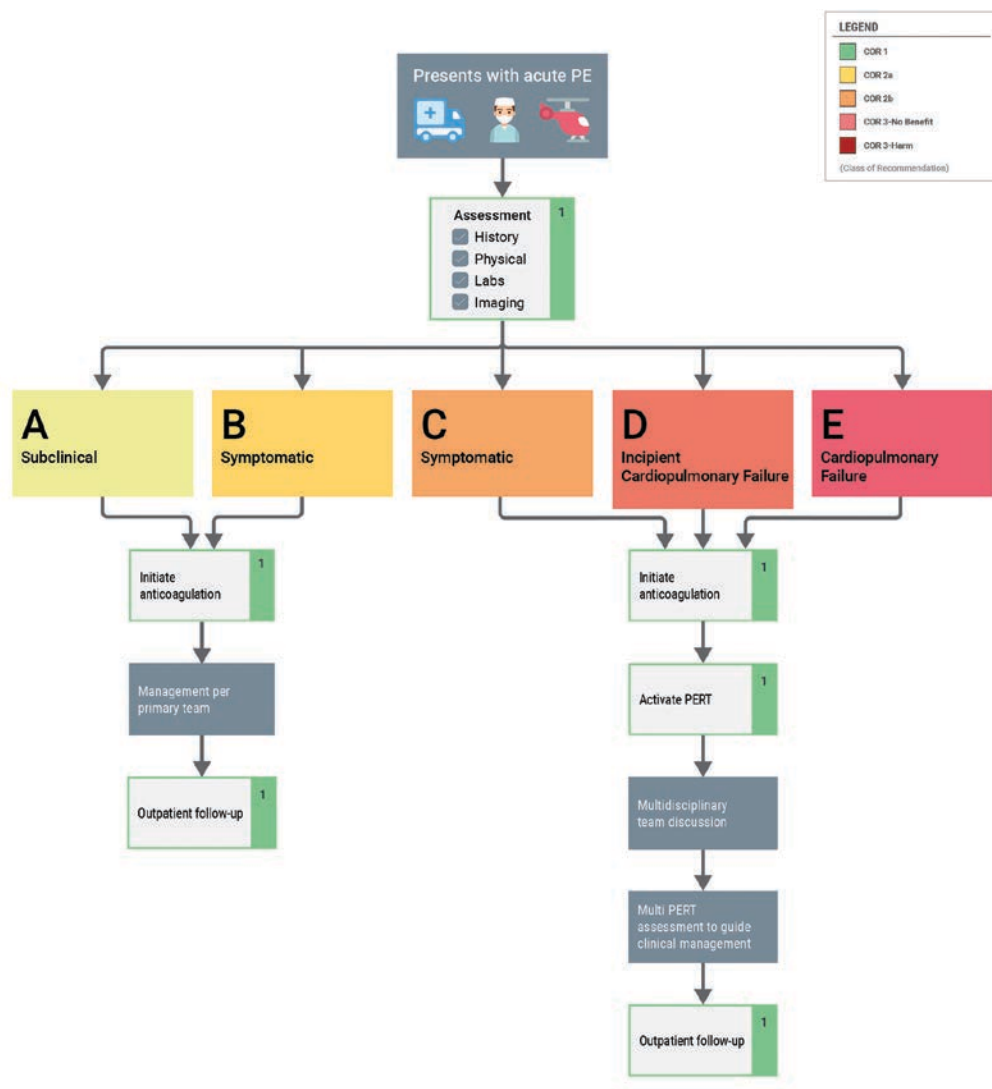 LEGEND
COR 1
COR 2a
COR 2b
COR 3-No Benefit
COR 3-Harm
(Class of Recommendation)
Presents with acute PE
Assessment
1
History
Physical
Labs
Imaging
A
Subclinical
B
Symptomatic
C
Symptomatic
D
Incipient
Cardiopulmonary Failure
E
Cardiopulmonary
Failure
Initiate
anticoagulation
1
Management per
primary team
Outpatient follow-up
1
Initiate
anticoagulation
1
Activate PERT
1
Multidisciplinary
team discussion
Multi PERT
assessment to guide
clinical management
Outpatient follow-up
1